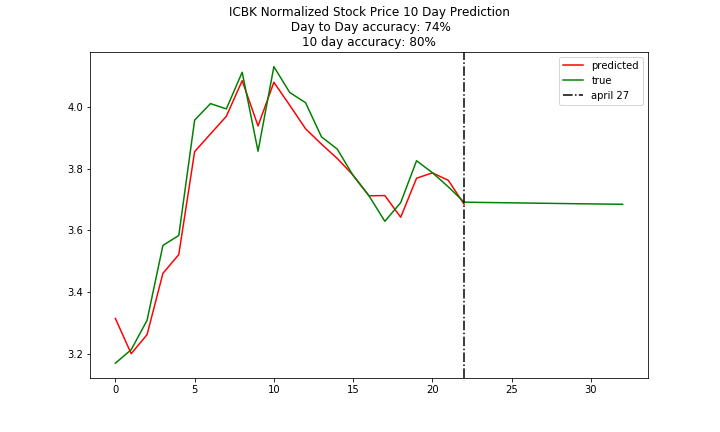 ICBK Normalized Stock Price 10 Day Prediction
Day to Day accuracy: 74%
10 day accuracy: 80%
predicted
true
april 27
4.0
3.8
3.6
3.4
3.2
0 5 10 15 20 25 30